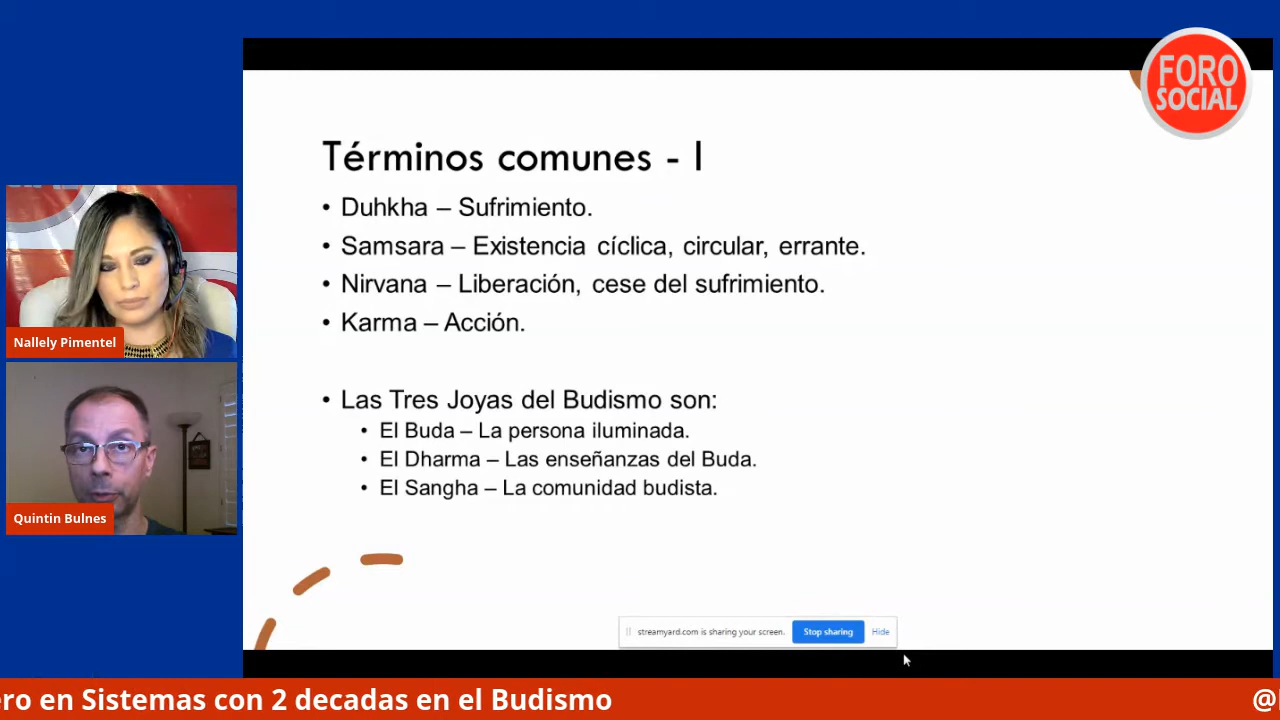 FORO
SOCIAL
Términos comunes - I
• Duhkha – Sufrimiento.
• Samsara – Existencia cíclica, circular, errante.
• Nirvana – Liberación, cese del sufrimiento.
• Karma – Acción.
• Las Tres Joyas del Budismo son:
• El Buda – La persona iluminada.
• El Dharma – Las enseñanzas del Buda.
• El Sangha – La comunidad budista.
Nallely Pimentel
Quintin Bulnes
streamyard.com is sharing your screen. Stop sharing Hide
ero en Sistemas con 2 decadas en el Budismo